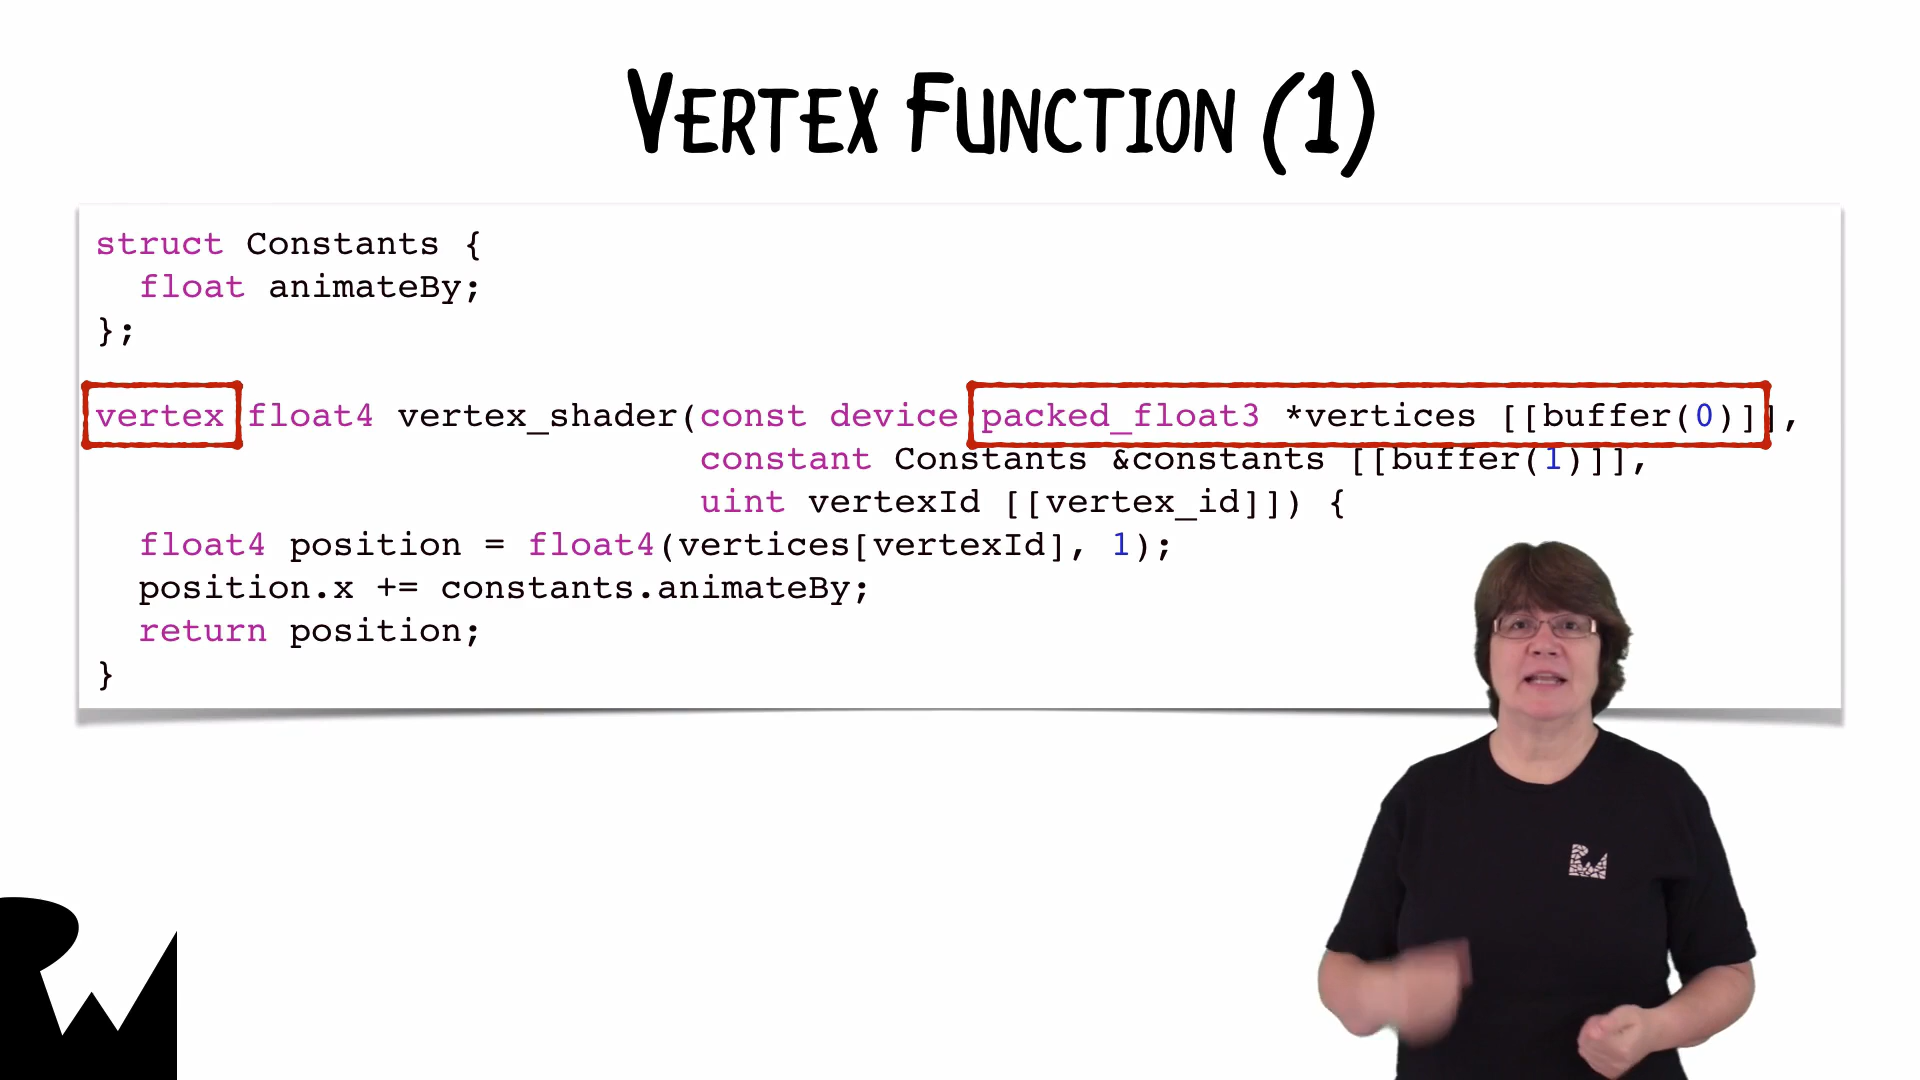 VERTEX FUNCTION (1)
struct Constants {
  float animateBy;
};
vertex float4 vertex_shader(const device packed_float3 *vertices [[buffer(0)]],
                            constant Constants &constants [[buffer(1)]],
                            uint vertexId [[vertex_id]]) {
  float4 position = float4(vertices[vertexId], 1);
  position.x += constants.animateBy;
  return position;
}